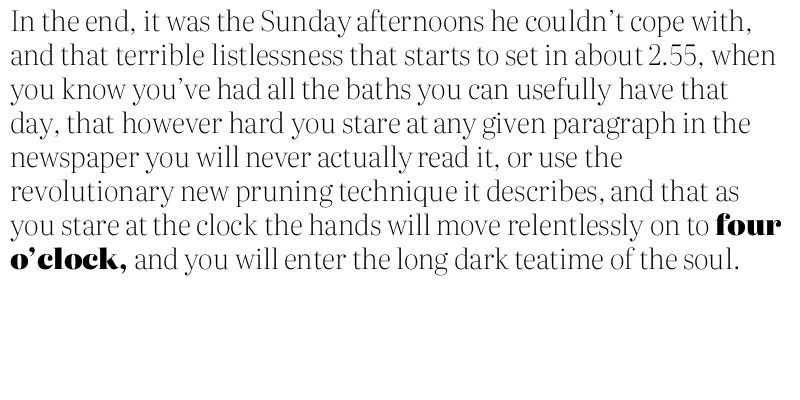 In the end, it was the Sunday afternoons he couldn’t cope with,
and that terrible listlessness that starts to set in about 2.55, when
you know you’ve had all the baths you can usefully have that
day, that however hard you stare at any given paragraph in the
newspaper you will never actually read it, or use the
revolutionary new pruning technique it describes, and that as
you stare at the clock the hands will move relentlessly on to four
o’clock, and you will enter the long dark teatime of the soul.